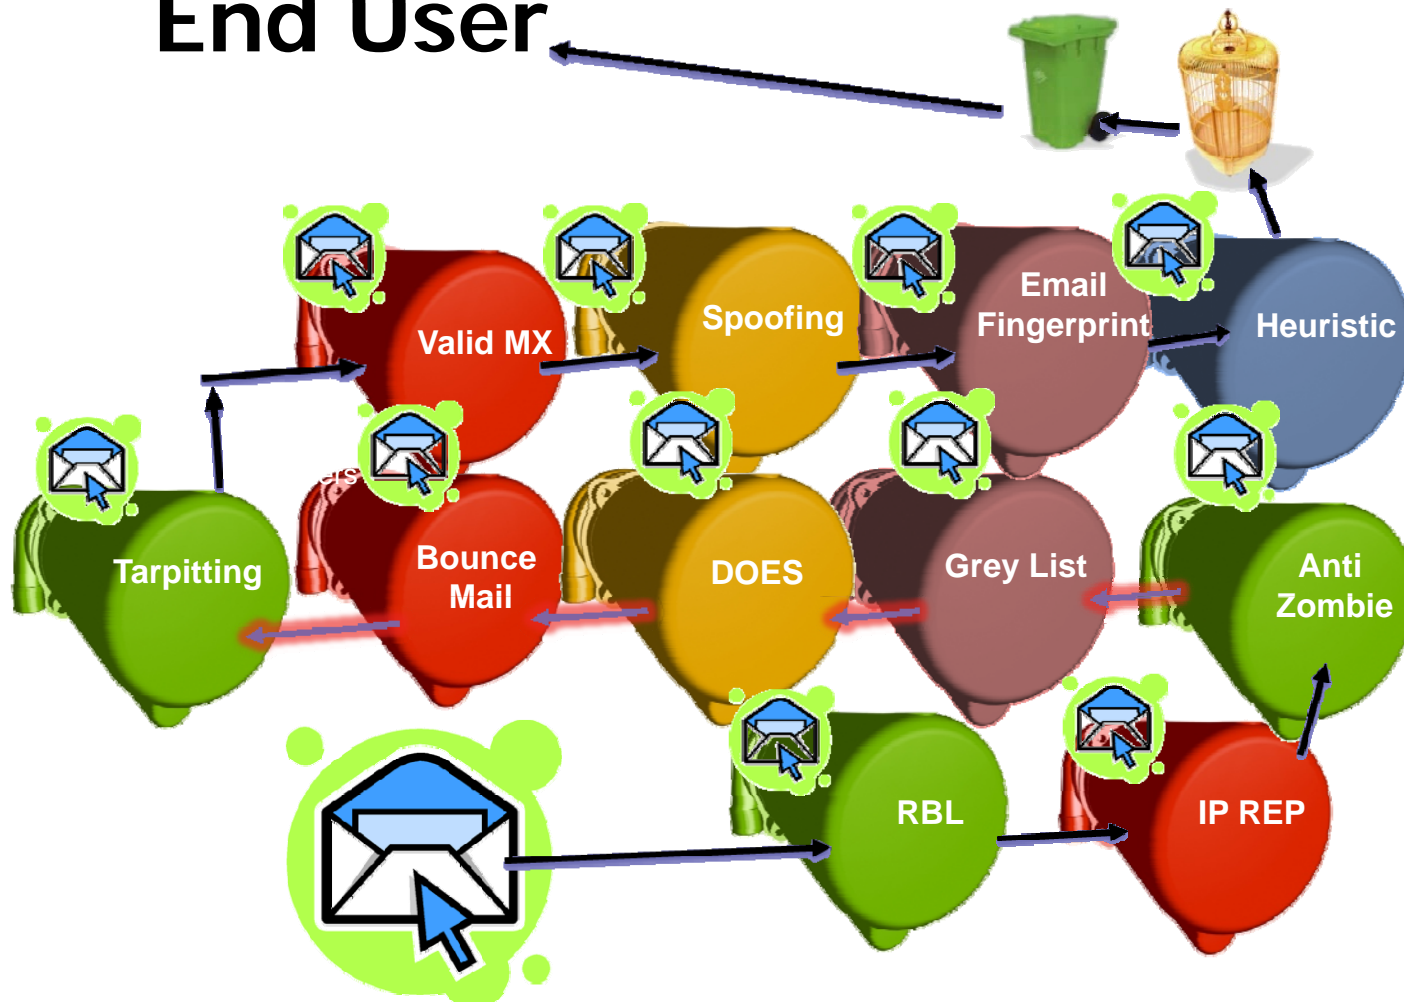 End User
Valid MX
Spoofing
Email
Fingerprint
Heuristic
ers
Tarpitting
Bounce
Mail
DOES
Grey List
Anti
Zombie
RBL
IP REP